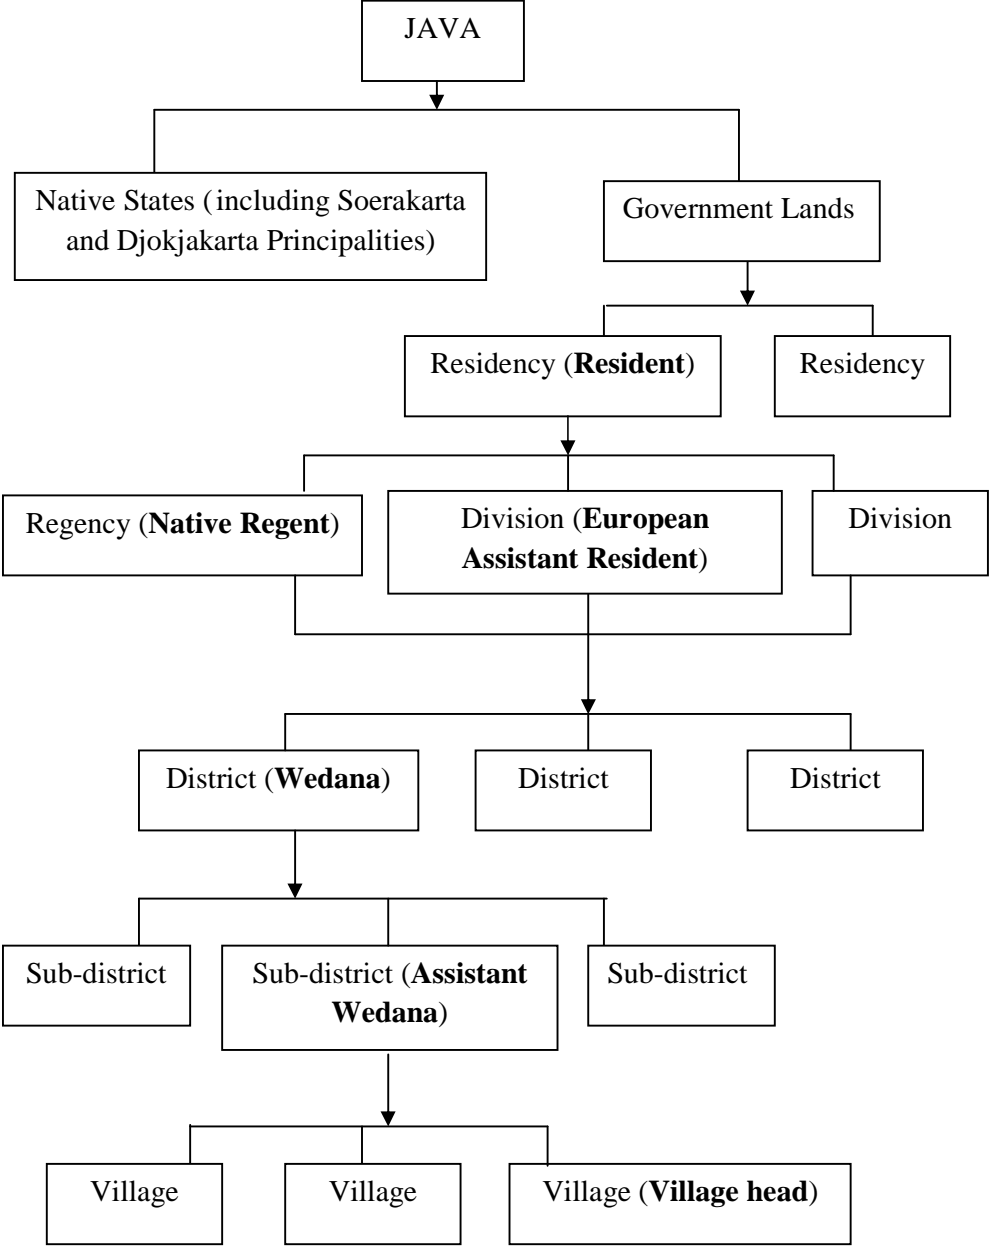 JAVA
Native States (including Soerakarta
and Djokjakarta Principalities)
Government Lands
Residency (Resident)
Residency
Regency (Native Regent)
Division (European
Assistant Resident)
Division
District (Wedana)
District
District
Sub-district
Sub-district (Assistant
Wedana)
Sub-district
Village
Village
Village (Village head)